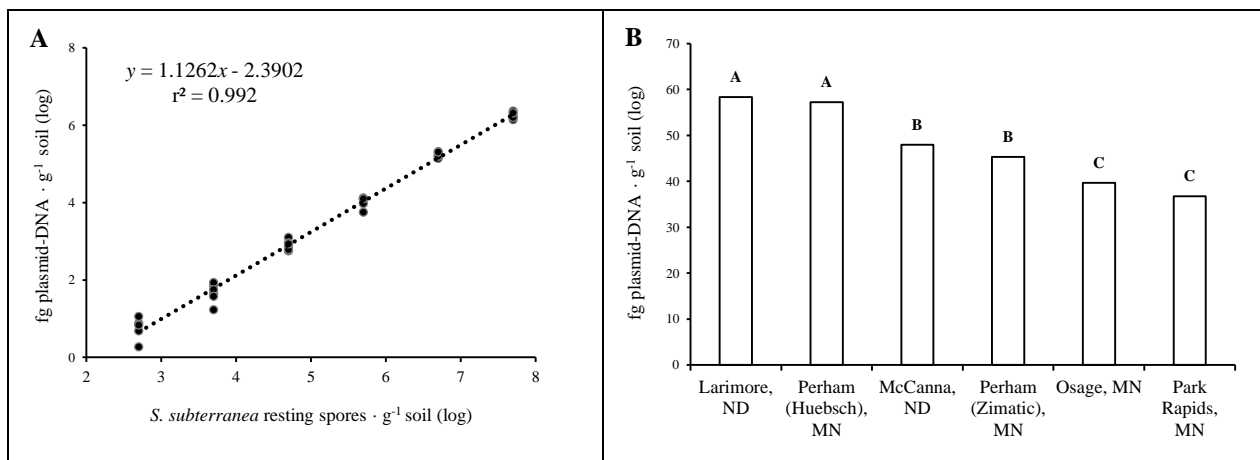 A
y = 1.1262x - 2.3902
r² = 0.992
8
6
4
2
0
2 3 4 5 6 7 8
fg plasmid-DNA · g⁻¹ soil (log)
S. subterranea resting spores · g⁻¹ soil (log)
B
70
60
50
40
30
20
10
0
fg plasmid-DNA · g⁻¹ soil (log)
A A B B C C
Larimore,
ND
Perham
(Huebsch),
MN
McCanna,
ND
Perham
(Zimatic),
MN
Osage, MN
Park
Rapids,
MN